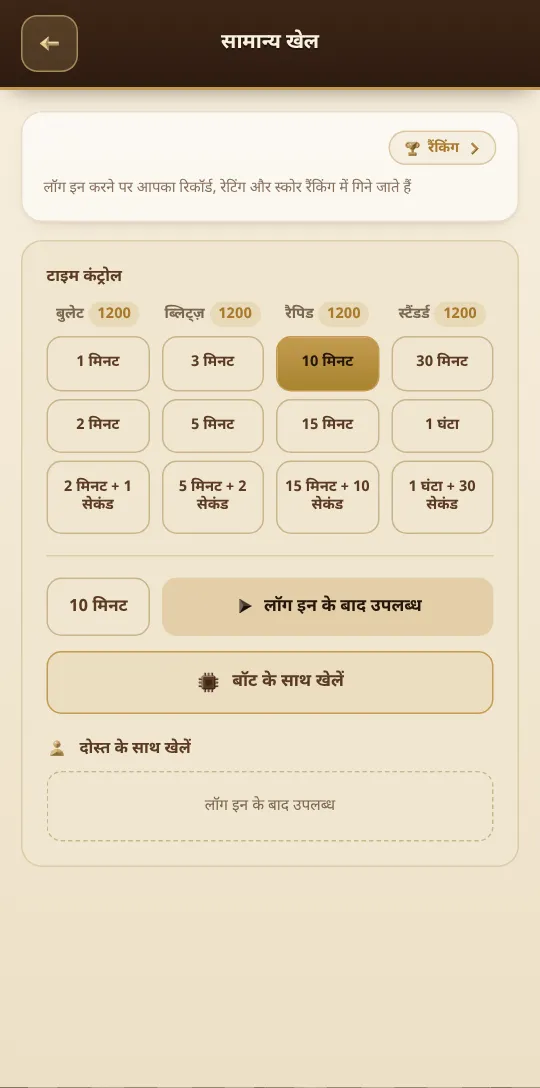 सामान्य खेल
रैंकिंग
लॉग इन करने पर आपका रिकॉर्ड, रेटिंग और स्कोर रैंकिंग में गिने जाते हैं
टाइम कंट्रोल
बुलेट 1200 ब्लिट्ज़ 1200 रैपिड 1200 स्टैंडर्ड 1200
1 मिनट 3 मिनट 10 मिनट 30 मिनट
2 मिनट 5 मिनट 15 मिनट 1 घंटा
2 मिनट + 1 5 मिनट + 2 15 मिनट + 10 1 घंटा + 30
सेकंड सेकंड सेकंड सेकंड
10 मिनट लॉग इन के बाद उपलब्ध
बॉट के साथ खेलें
दोस्त के साथ खेलें
लॉग इन के बाद उपलब्ध